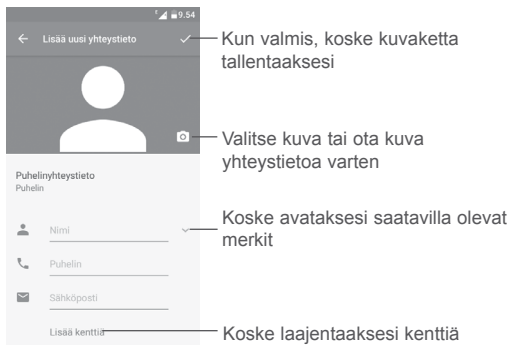 9.54
Lisää uusi yhteystieto
Kun valmis, koske kuvaketta
tallentaaksesi
Valitse kuva tai ota kuva
yhteystietoa varten
Puhelinyhteystieto
Puhelin
Nimi
Koske avataksesi saatavilla olevat
merkit
Puhelin
Sähköposti
Lisää kenttiä
Koske laajentaaksesi kenttiä